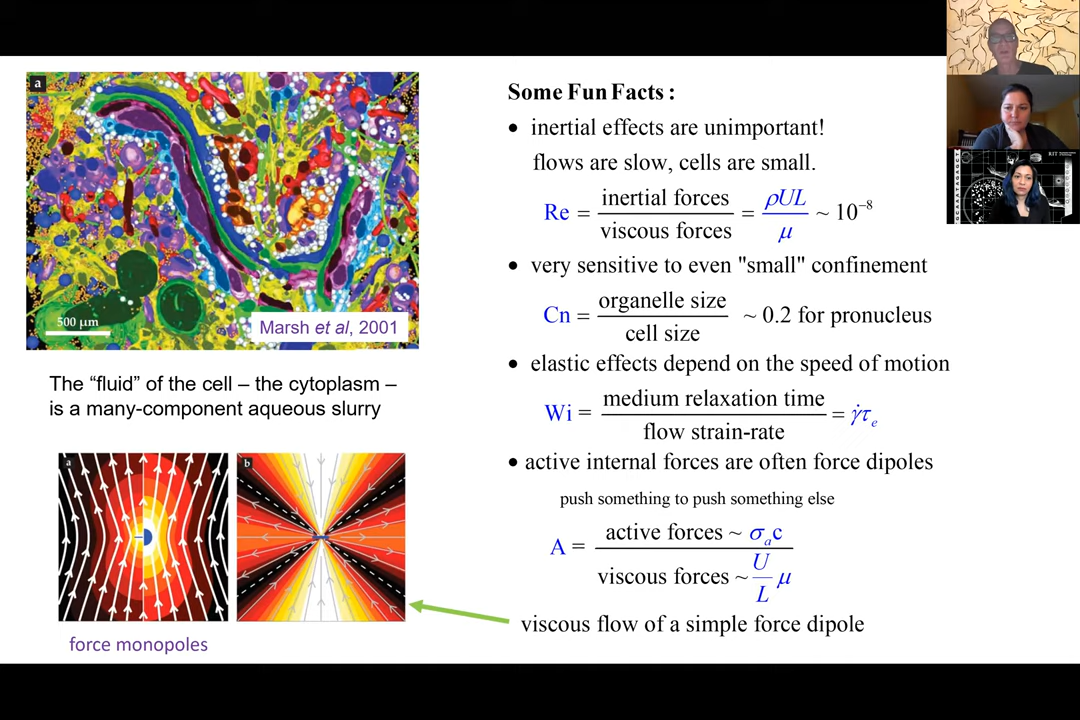 a
500 μm
Marsh et al, 2001
The "fluid" of the cell – the cytoplasm –
is a many-component aqueous slurry
a
b
force monopoles
Some Fun Facts :
• inertial effects are unimportant!
flows are slow, cells are small.
Re = inertial forces / viscous forces = ρUL / μ ~ 10⁻⁸
• very sensitive to even "small" confinement
Cn = organelle size / cell size ~ 0.2 for pronucleus
• elastic effects depend on the speed of motion
Wi = medium relaxation time / flow strain-rate = γ̇τₑ
• active internal forces are often force dipoles
push something to push something else
A = active forces ~ σₐc / viscous forces ~ U/L μ
viscous flow of a simple force dipole
GCAAATAGAGCT